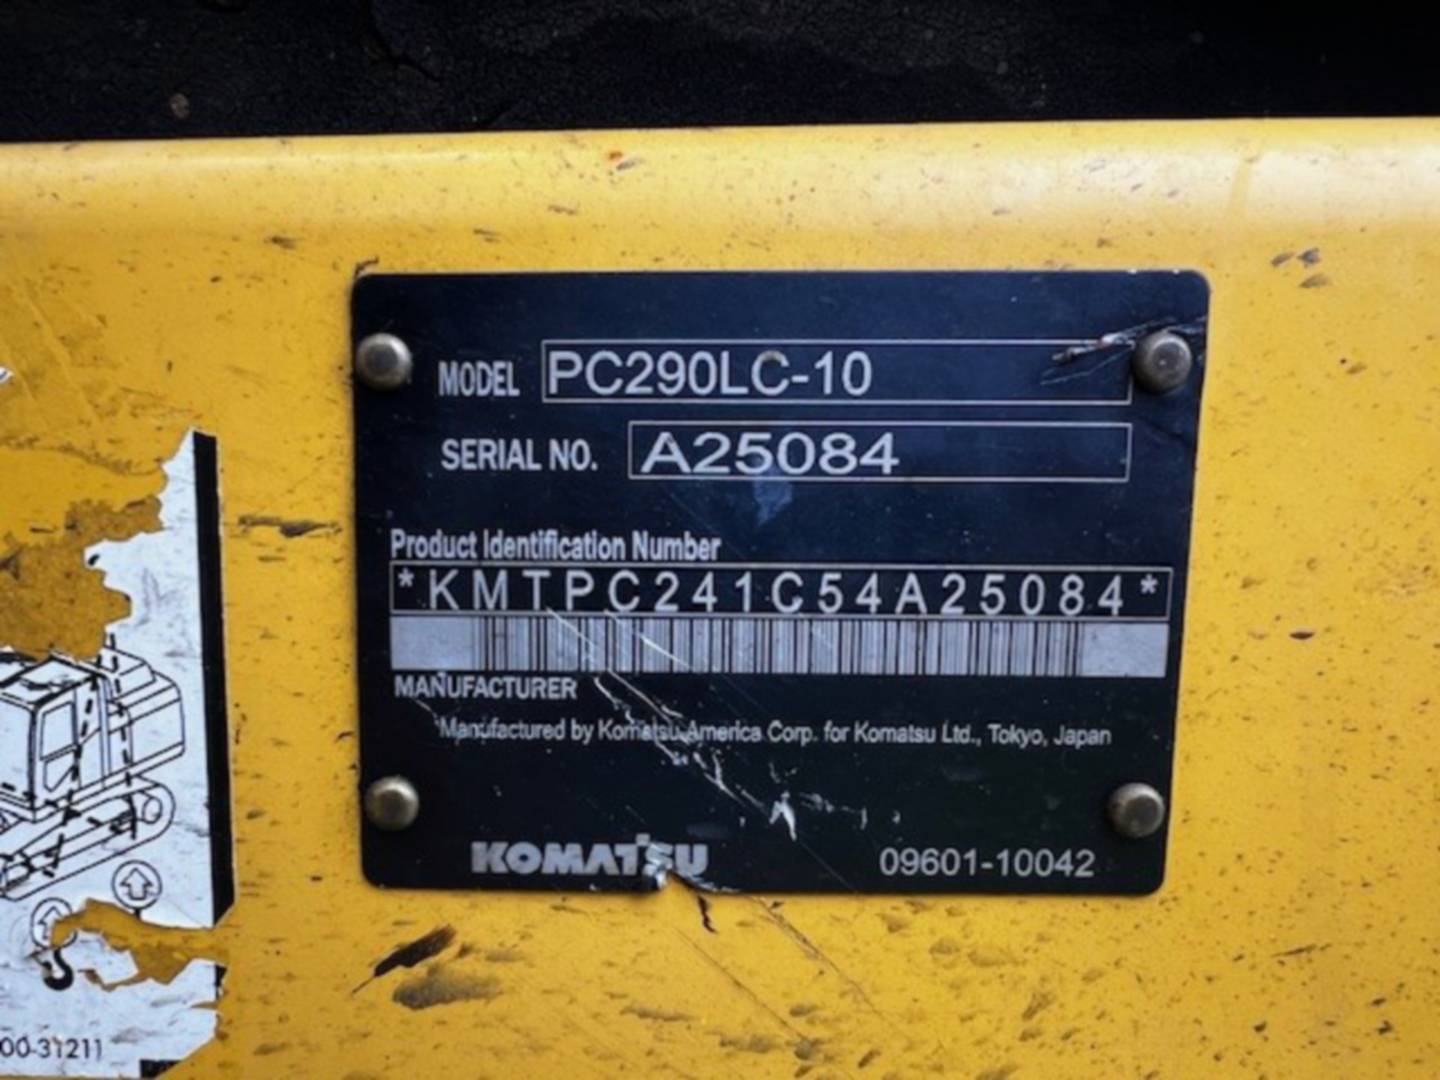 MODEL PC290LC-10
SERIAL NO. A25084
Product Identification Number
*KMTPC241C54A25084*
MANUFACTURER
Manufactured by Komatsu America Corp. for Komatsu Ltd., Tokyo, Japan
KOMATSU 09601-10042
00-31211